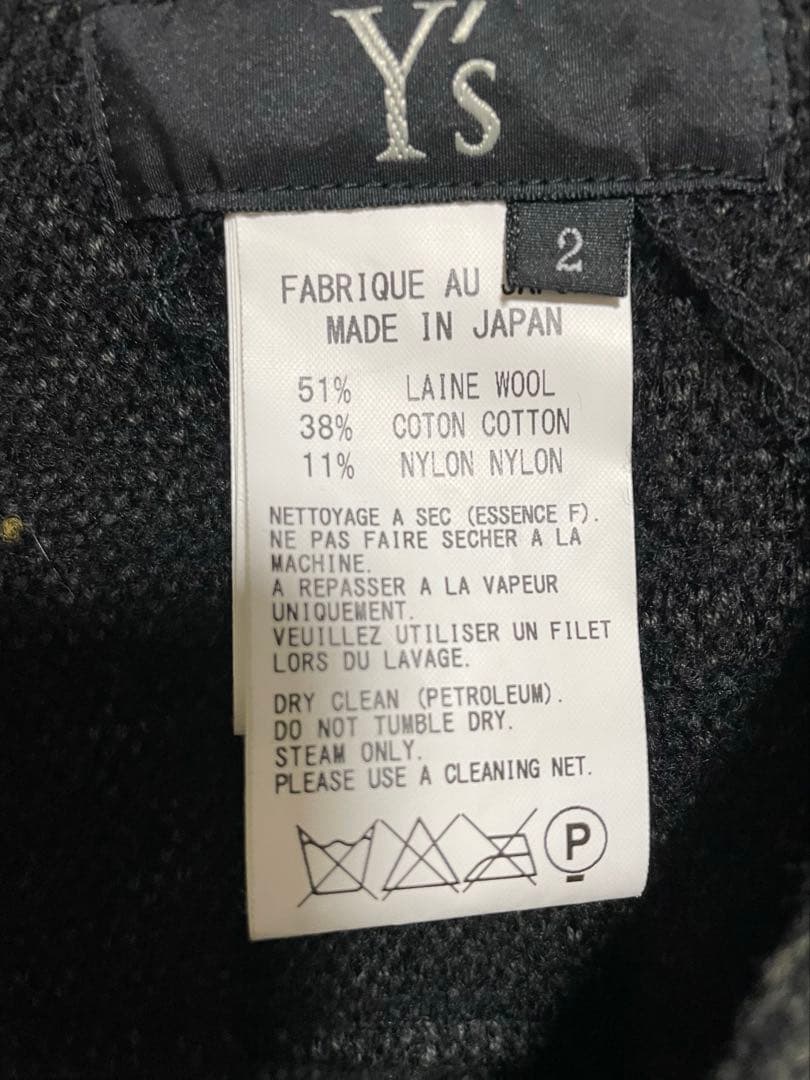 Y's
2
FABRIQUE AU
MADE IN JAPAN
51% LAINE WOOL
38% COTON COTTON
11% NYLON NYLON
NETTOYAGE A SEC (ESSENCE F).
NE PAS FAIRE SECHER A LA
MACHINE.
A REPASSER A LA VAPEUR
UNIQUEMENT.
VEUILLEZ UTILISER UN FILET
LORS DU LAVAGE.
DRY CLEAN (PETROLEUM).
DO NOT TUMBLE DRY.
STEAM ONLY.
PLEASE USE A CLEANING NET.
P